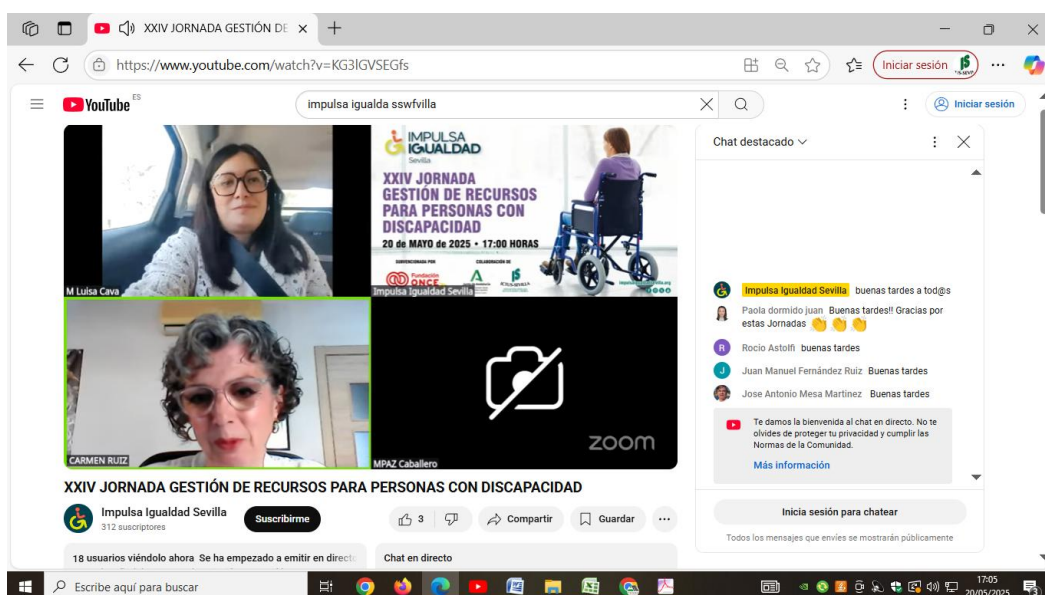 XXIV JORNADA GESTIÓN DE
https://www.youtube.com/watch?v=KG3lGVSEGfs
Iniciar sesión
YouTube ES
impulsa igualda sswfvilla
Iniciar sesión
M Luisa Cava
IMPULSA
IGUALDAD
Sevilla
XXIV JORNADA
GESTIÓN DE RECURSOS
PARA PERSONAS CON
DISCAPACIDAD
20 de MAYO de 2025 • 17:00 HORAS
SUBVENCIONADA POR
COLABORACIÓN DE
Fundación
ONCE
Impulsa Igualdad Sevilla
CARMEN RUIZ
zoom
MPAZ Caballero
Chat destacado
Impulsa Igualdad Sevilla buenas tardes a tod@s
Paola dormido juan Buenas tardes!! Gracias por
estas Jornadas
R Rocio Astolfi buenas tardes
J Juan Manuel Fernández Ruiz Buenas tardes
Jose Antonio Mesa Martinez Buenas tardes
Te damos la bienvenida al chat en directo. No te
olvides de proteger tu privacidad y cumplir las
Normas de la Comunidad.
Más información
Inicia sesión para chatear
Todos los mensajes que envíes se mostrarán públicamente
XXIV JORNADA GESTIÓN DE RECURSOS PARA PERSONAS CON DISCAPACIDAD
Impulsa Igualdad Sevilla
312 suscriptores
Suscribirme
3
Compartir
Guardar
18 usuarios viéndolo ahora Se ha empezado a emitir en directo
Chat en directo
Escribe aquí para buscar
17:05
20/05/2025